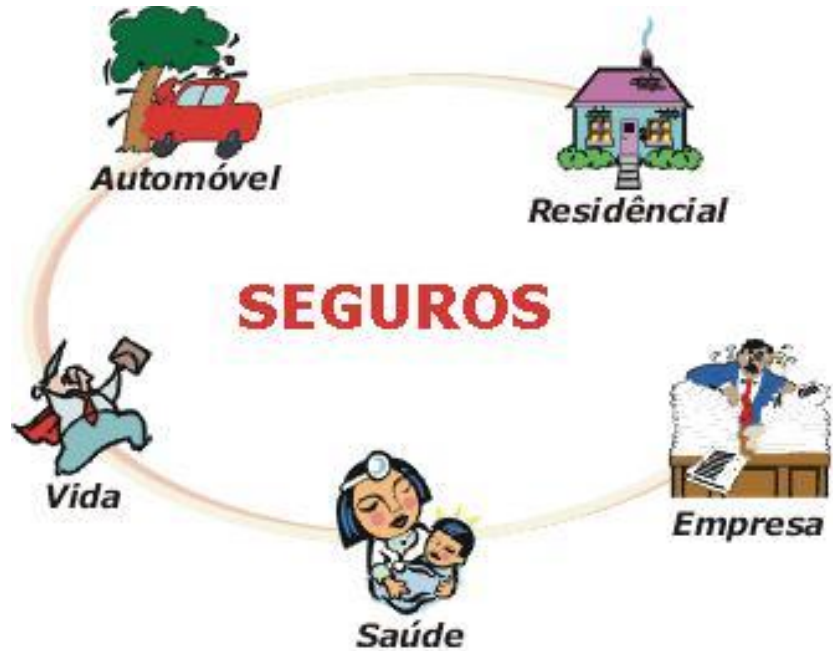 Automóvel
Residêncial
SEGUROS
Vida
Empresa
Saúde